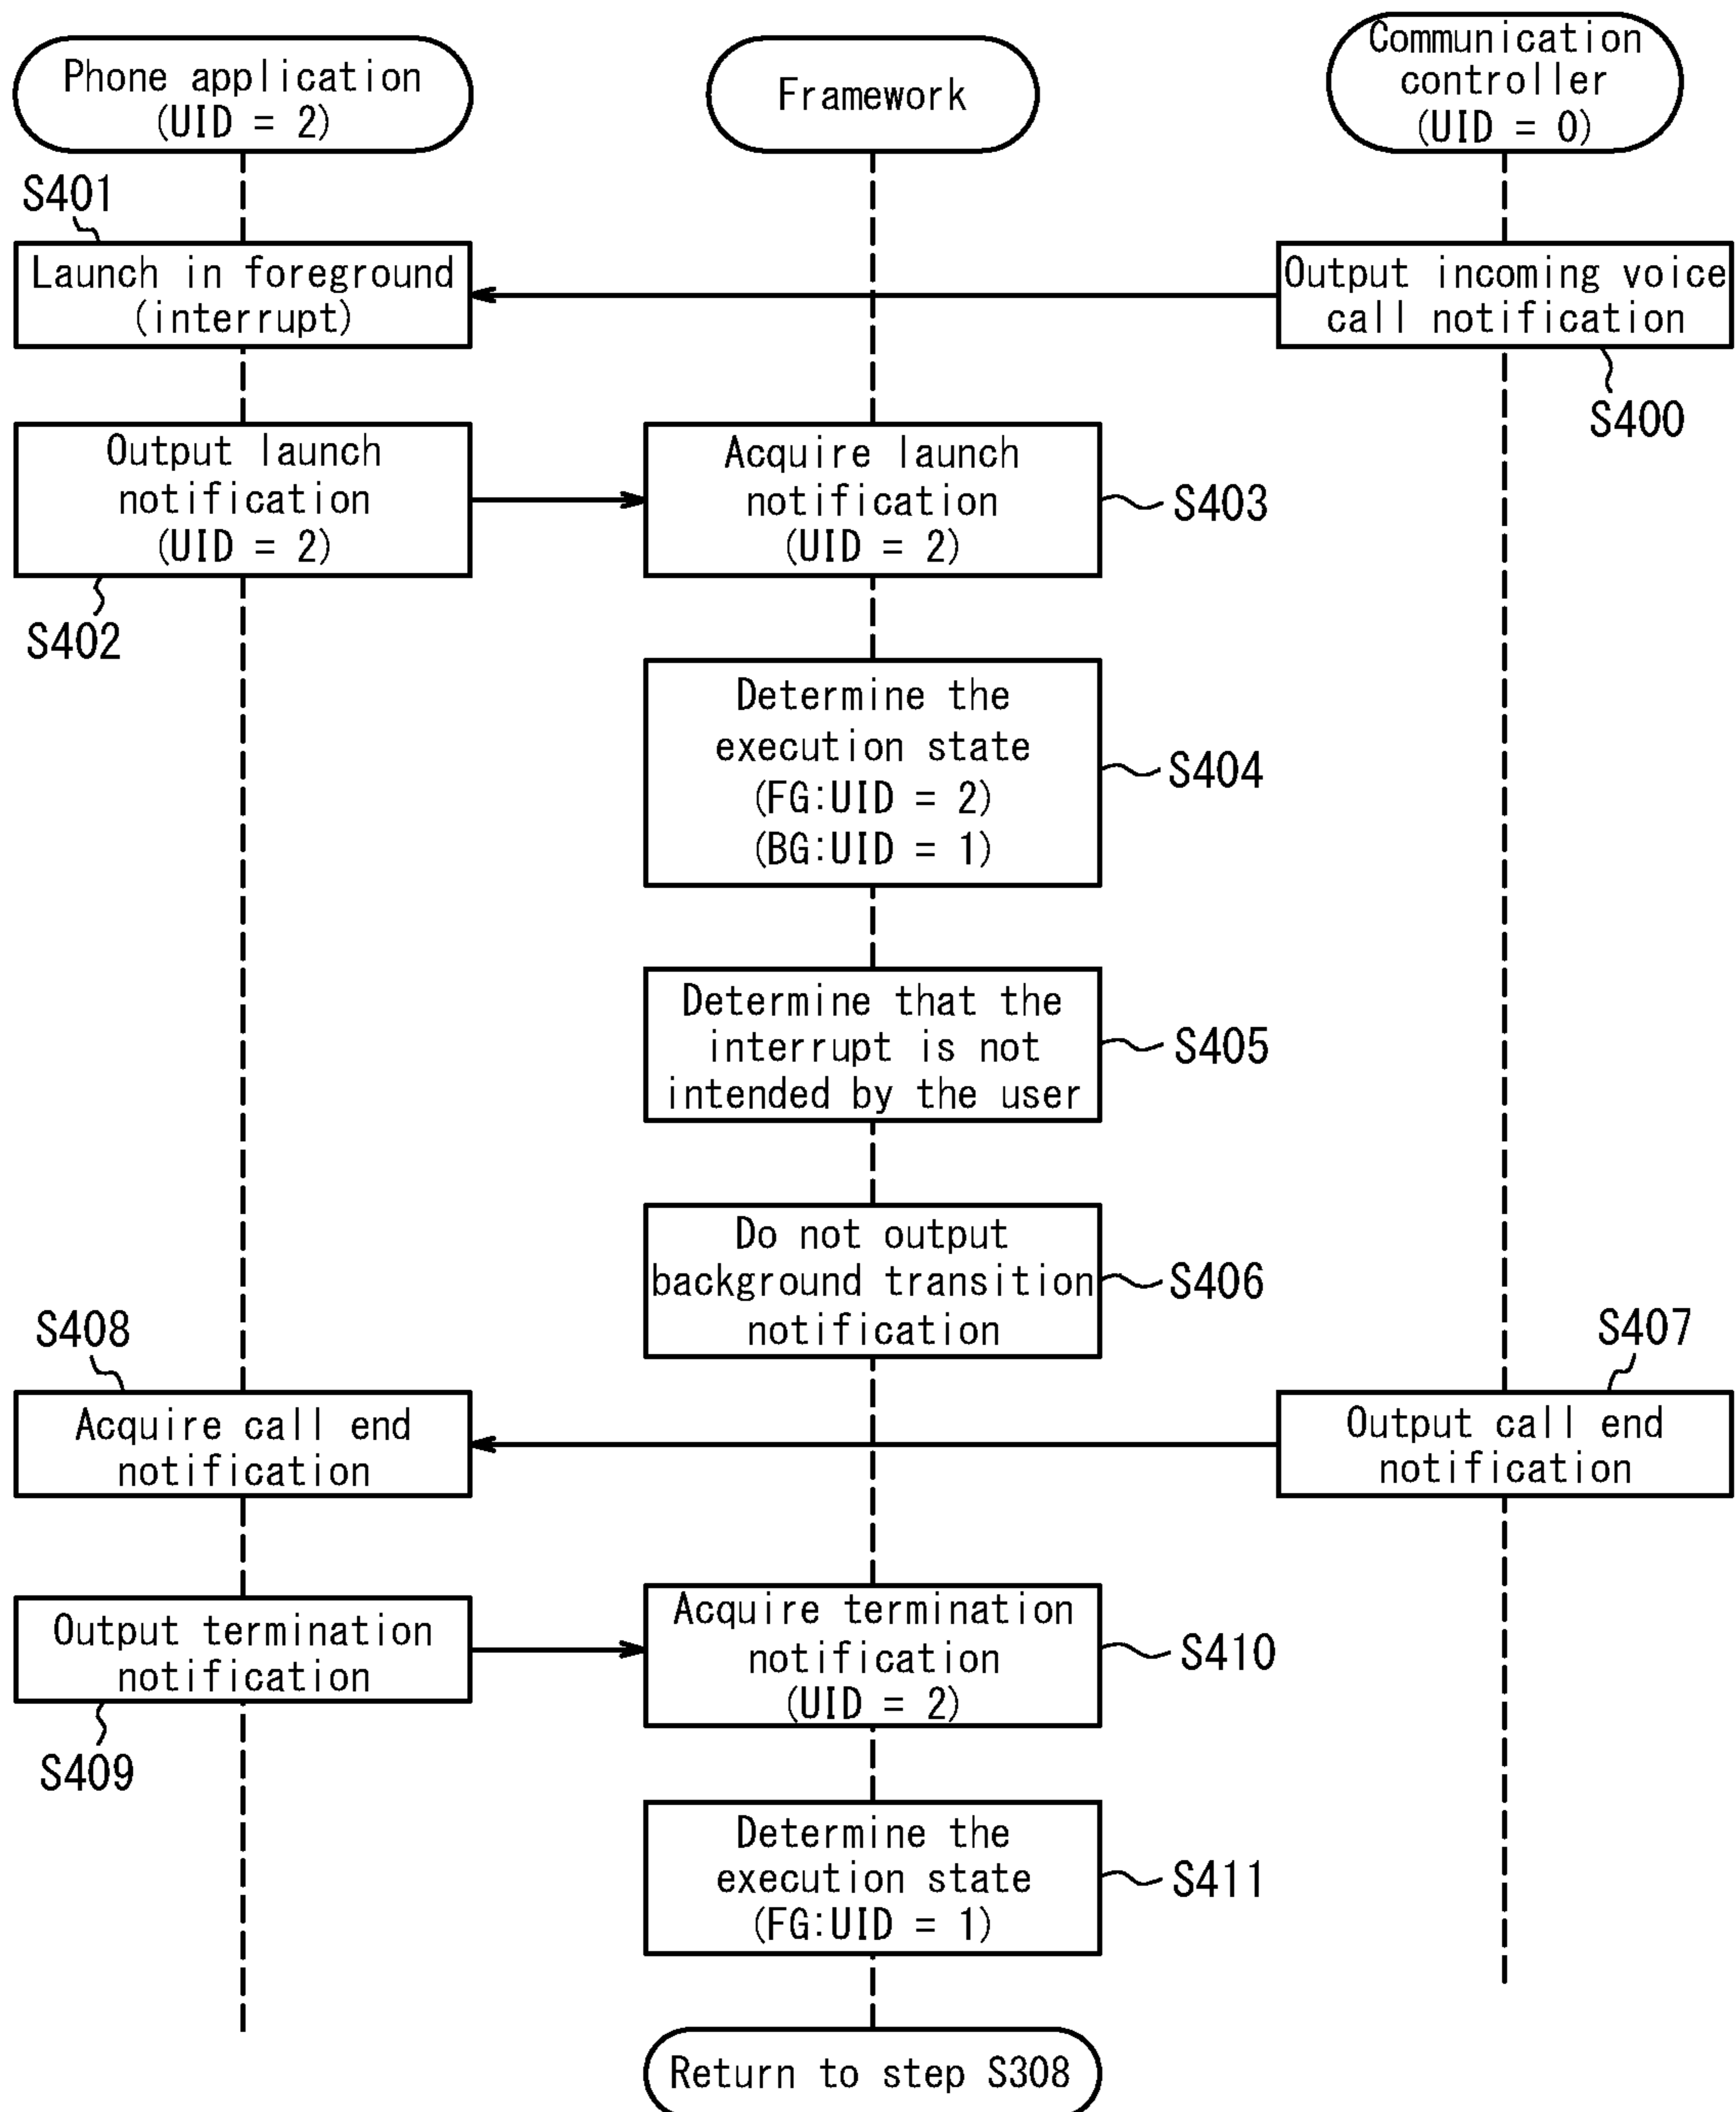 Phone application
(UID = 2)
Framework
Communication
controller
(UID = 0)
S401
Launch in foreground
(interrupt)
Output incoming voice
call notification
S400
Output launch
notification
(UID = 2)
S402
Acquire launch
notification
(UID = 2)
S403
Determine the
execution state
(FG:UID = 2)
(BG:UID = 1)
S404
Determine that the
interrupt is not
intended by the user
S405
Do not output
background transition
notification
S406
S408
Acquire call end
notification
S407
Output call end
notification
Output termination
notification
S409
Acquire termination
notification
(UID = 2)
S410
Determine the
execution state
(FG:UID = 1)
S411
Return to step S308